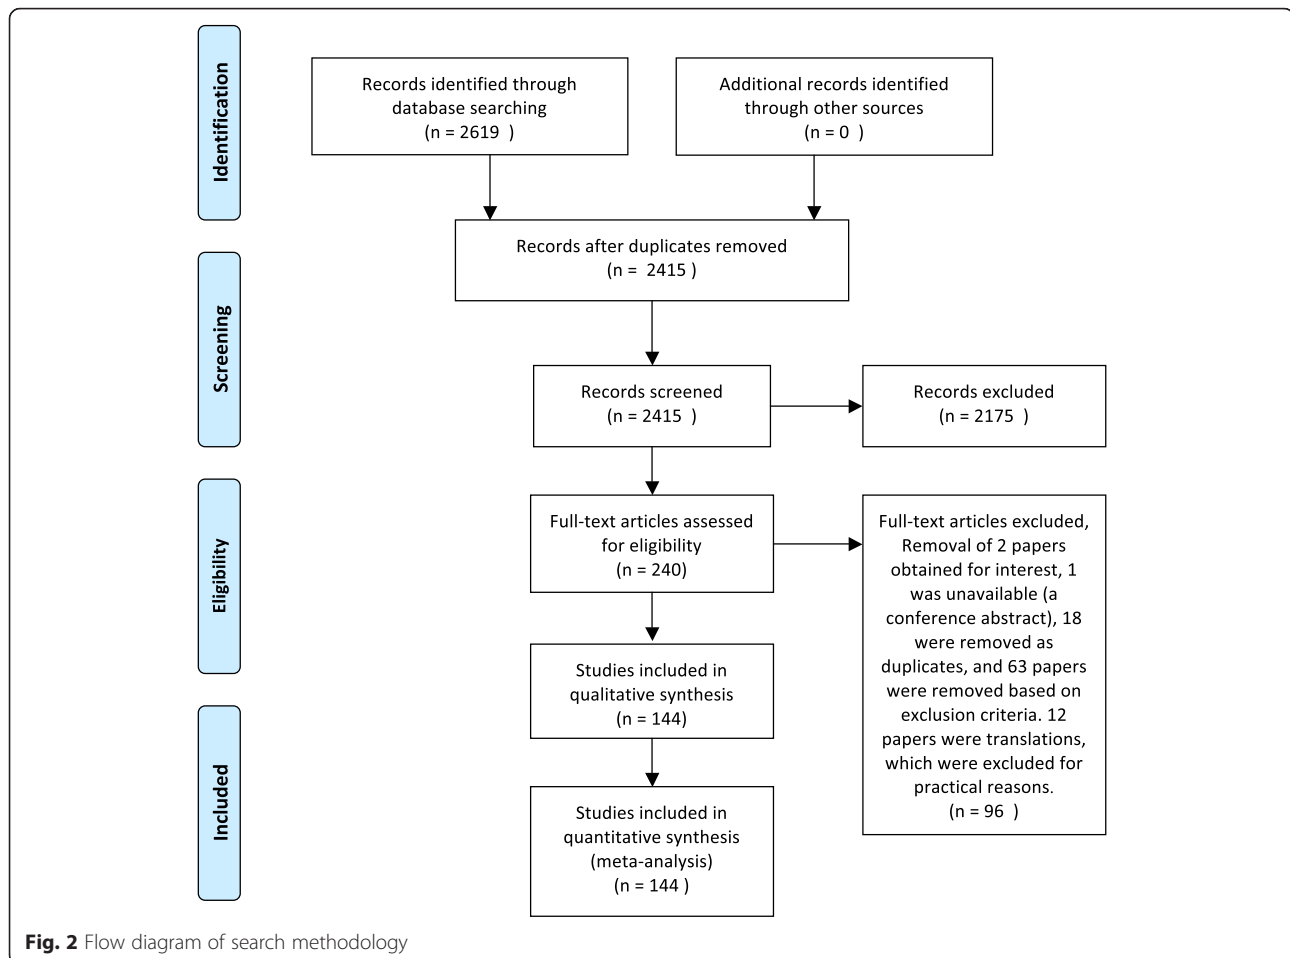 Identification
Records identified through
database searching
(n = 2619  )
Additional records identified
through other sources
(n = 0  )
Records after duplicates removed
(n =  2415 )
Screening
Records screened
(n = 2415  )
Records excluded
(n = 2175  )
Eligibility
Full-text articles assessed
for eligibility
(n = 240)
Full-text articles excluded,
Removal of 2 papers
obtained for interest, 1
was unavailable (a
conference abstract), 18
were removed as
duplicates, and 63 papers
were removed based on
exclusion criteria. 12
papers were translations,
which were excluded for
practical reasons.
(n = 96  )
Studies included in
qualitative synthesis
(n = 144)
Included
Studies included in
quantitative synthesis
(meta-analysis)
(n = 144 )
Fig. 2 Flow diagram of search methodology